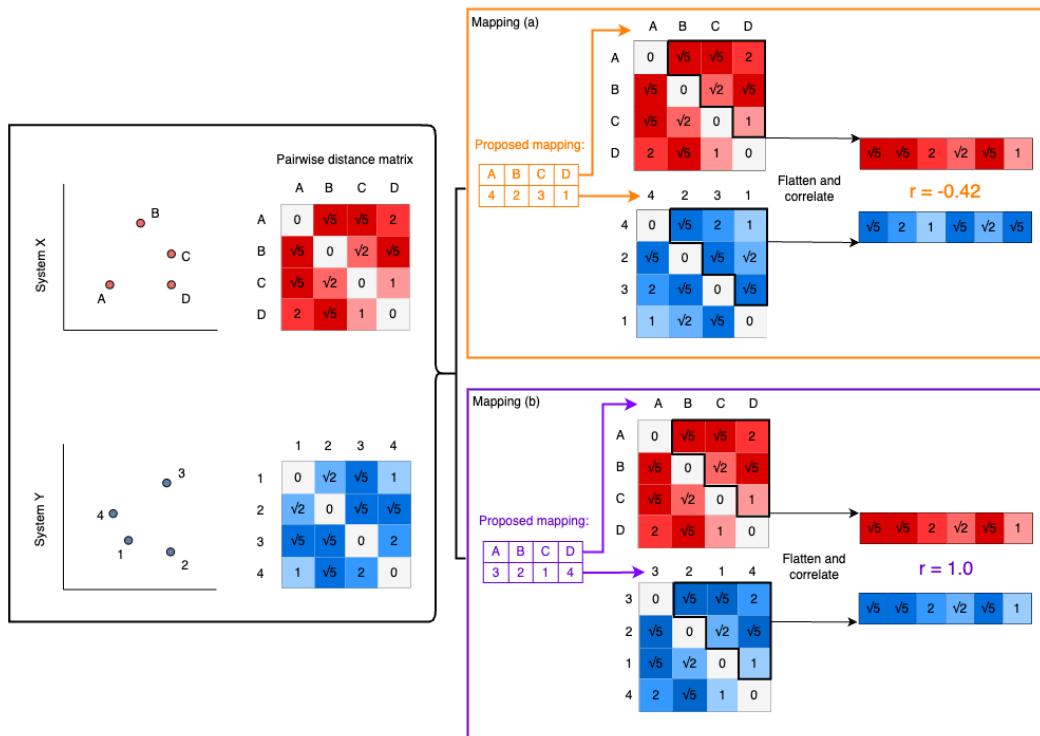 Pairwise distance matrix
System X
A
B
C
D
A B C D
A 0 √5 √5 2
B √5 0 √2 √5
C √5 √2 0 1
D 2 √5 1 0
System Y
1
2
3
4
1 2 3 4
1 0 √2 √5 1
2 √2 0 √5 √5
3 √5 √5 0 2
4 1 √5 2 0
Mapping (a)
Proposed mapping:
A B C D
4 2 3 1
A B C D
A 0 √5 √5 2
B √5 0 √2 √5
C √5 √2 0 1
D 2 √5 1 0
4 2 3 1
4 0 √5 2 1
2 √5 0 √5 √2
3 2 √5 0 √5
1 1 √2 √5 0
Flatten and
correlate
√5 √5 2 √2 √5 1
r = -0.42
√5 2 1 √5 √2 √5
Mapping (b)
Proposed mapping:
A B C D
3 2 1 4
A B C D
A 0 √5 √5 2
B √5 0 √2 √5
C √5 √2 0 1
D 2 √5 1 0
3 2 1 4
3 0 √5 √5 2
2 √5 0 √2 √5
1 √5 √2 0 1
4 2 √5 1 0
Flatten and
correlate
√5 √5 2 √2 √5 1
r = 1.0
√5 √5 2 √2 √5 1